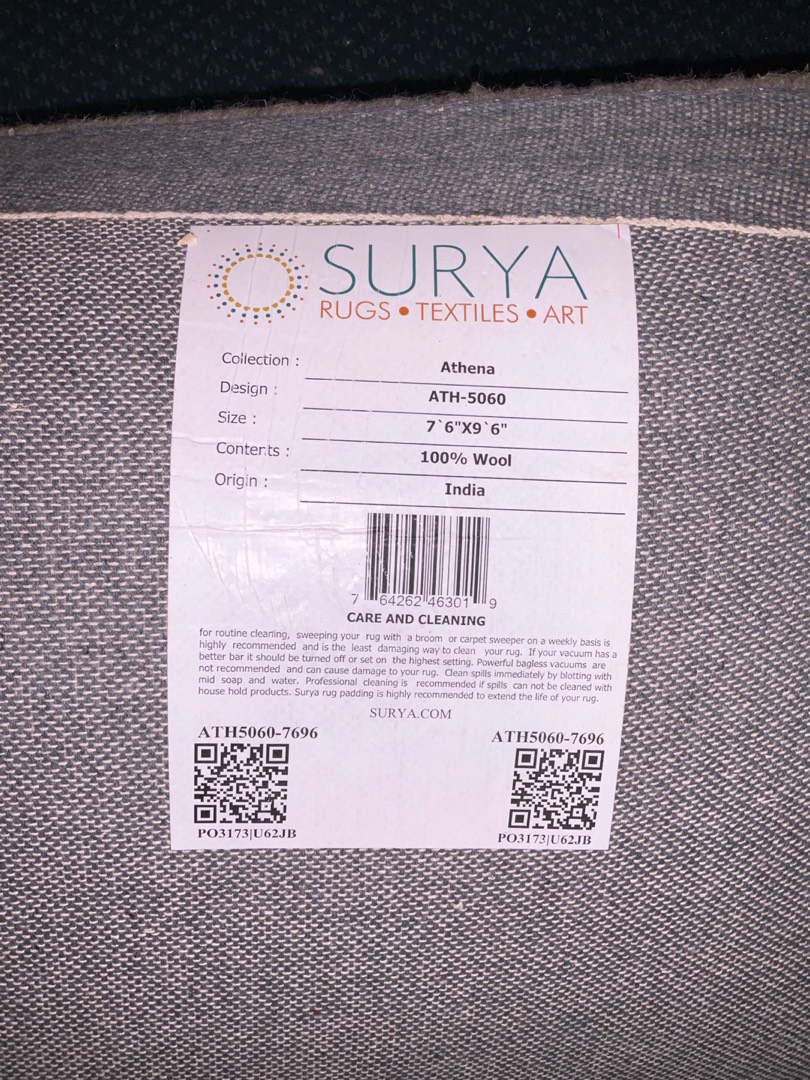 SURYA
RUGS • TEXTILES • ART
Collection : Athena
Design : ATH-5060
Size : 7`6"X9`6"
Contents : 100% Wool
Origin : India
7 64262 46301 9
CARE AND CLEANING
for routine clearing, sweeping your rug with a broom or carpet sweeper on a weekly basis is
highly recommended and is the least damaging way to clean your rug. If your vacuum has a
better bar it should be turned off or set on the highest setting. Powerful bagless vacuums are
not recommended and can cause damage to your rug. Clean spills immediately by blotting with
mid soap and water. Professional cleaning is recommended if spills can not be cleaned with
house hold products. Surya rug padding is highly recommended to extend the life of your rug.
SURYA.COM
ATH5060-7696 ATH5060-7696
PO3173|U62JB PO3173|U62JB